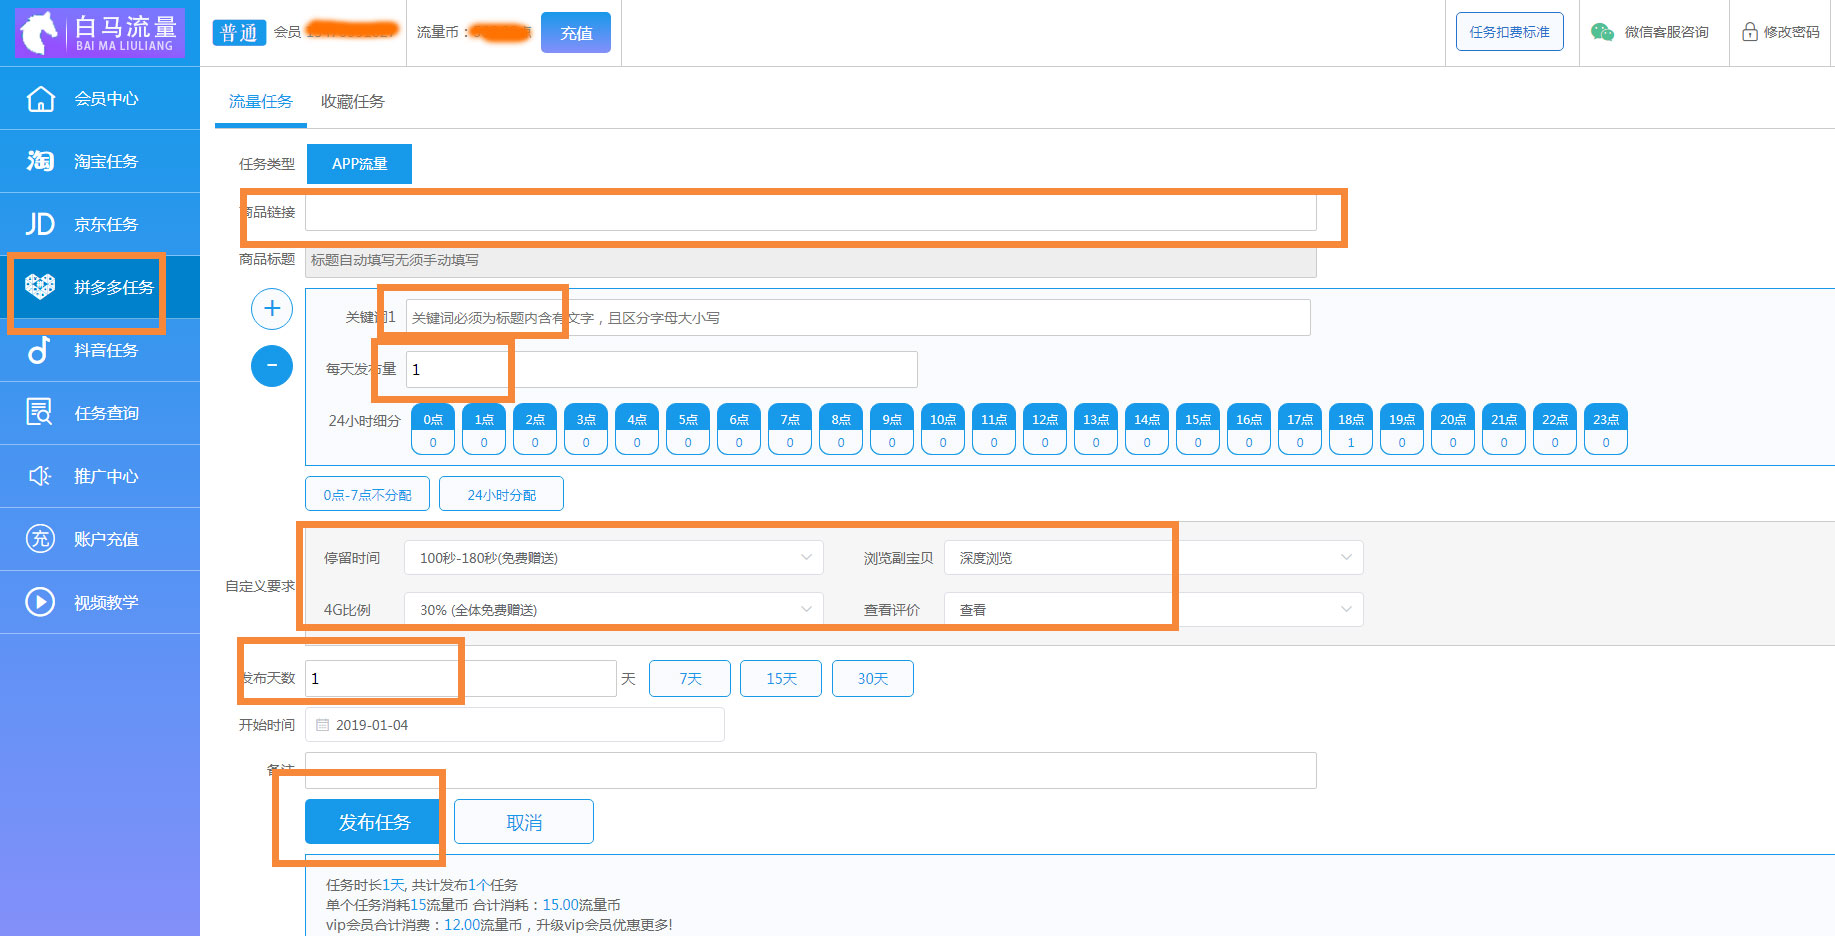 白马流量
BAI MA LIULIANG
普通 会员
流量币：
充值
任务扣费标准
微信客服咨询
修改密码
会员中心
淘 淘宝任务
JD 京东任务
拼多多任务
抖音任务
任务查询
推广中心
充 账户充值
视频教学
流量任务 收藏任务
任务类型 APP流量
商品链接
商品标题 标题自动填写无须手动填写
+
关键词1 关键词必须为标题内含有文字，且区分字母大小写
-
每天发布量 1
24小时细分 0点 1点 2点 3点 4点 5点 6点 7点 8点 9点 10点 11点 12点 13点 14点 15点 16点 17点 18点 19点 20点 21点 22点 23点
0 0 0 0 0 0 0 0 0 0 0 0 0 0 0 0 0 0 1 0 0 0 0 0
0点-7点不分配 24小时分配
自定义要求
停留时间 100秒-180秒(免费赠送) 浏览副宝贝 深度浏览
4G比例 30% (全体免费赠送) 查看评价 查看
发布天数 1 天 7天 15天 30天
开始时间 2019-01-04
备注
发布任务 取消
任务时长1天, 共计发布1个任务
单个任务消耗15流量币 合计消耗：15.00流量币
vip会员合计消费：12.00流量币，升级vip会员优惠更多!